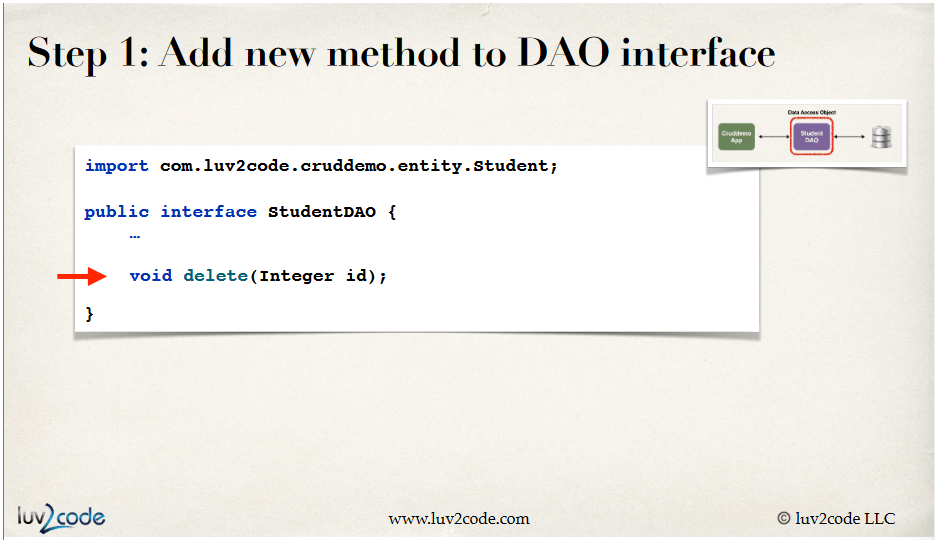 Step 1: Add new method to DAO interface
Data Access Object
Cruddemo
App
Student
DAO
import com.luv2code.cruddemo.entity.Student;
public interface StudentDAO {
…
void delete(Integer id);
}
luv2code
www.luv2code.com
© luv2code LLC